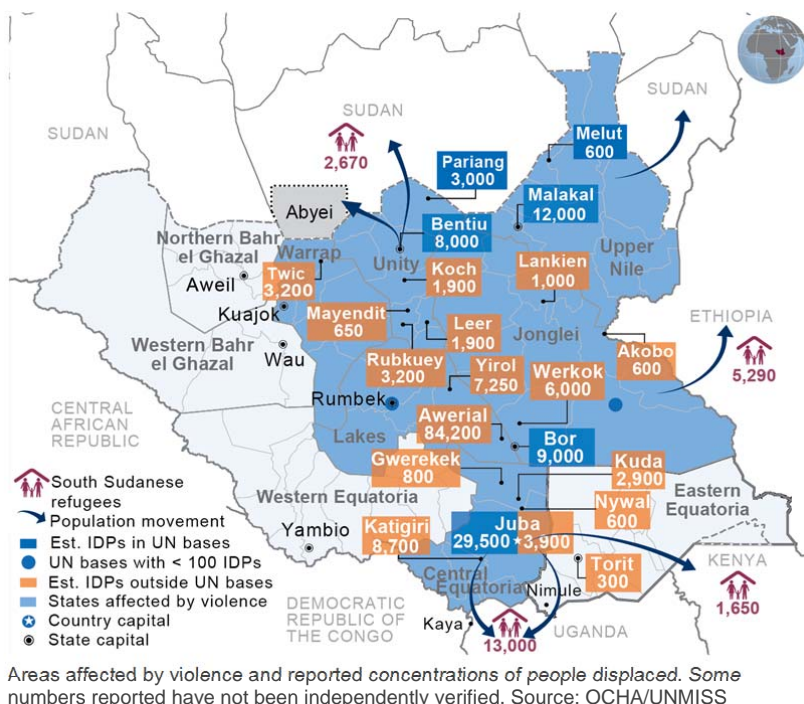 SUDAN
SUDAN
SUDAN
2,670
Melut
600
Pariang
3,000
Malakal
12,000
Abyei
Bentiu
8,000
Northern Bahr
el Ghazal
Warrap
Unity
Upper
Nile
Lankien
1,000
Twic
3,200
Koch
1,900
Aweil
Kuajok
Mayendit
650
Leer
1,900
Jonglei
ETHIOPIA
5,290
Western Bahr
el Ghazal
Wau
Rubkuey
3,200
Yirol
7,250
Werkok
6,000
Akobo
600
Rumbek
CENTRAL
AFRICAN
REPUBLIC
Awerial
84,200
Lakes
Bor
9,000
Gwerekek
800
Kuda
2,900
Western Equatoria
Eastern
Equatoria
Nywal
600
Yambio
Katigiri
8,700
Juba
29,500 3,900
Torit
300
KENYA
1,650
Central
Equatoria
Nimule
DEMOCRATIC
REPUBLIC OF
THE CONGO
Kaya
UGANDA
13,000
South Sudanese
refugees
Population movement
Est. IDPs in UN bases
UN bases with < 100 IDPs
Est. IDPs outside UN bases
States affected by violence
Country capital
State capital
Areas affected by violence and reported concentrations of people displaced. Some
numbers reported have not been independently verified. Source: OCHA/UNMISS